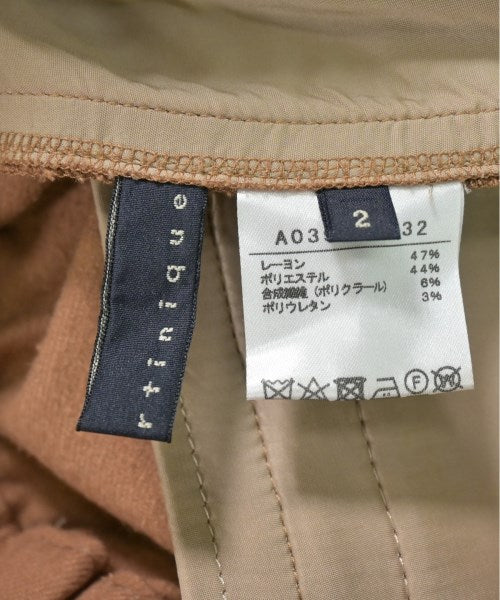 rtinique
2
A03 32
レーヨン 47%
ポリエステル 44%
合成繊維（ポリクラール） 6%
ポリウレタン 3%